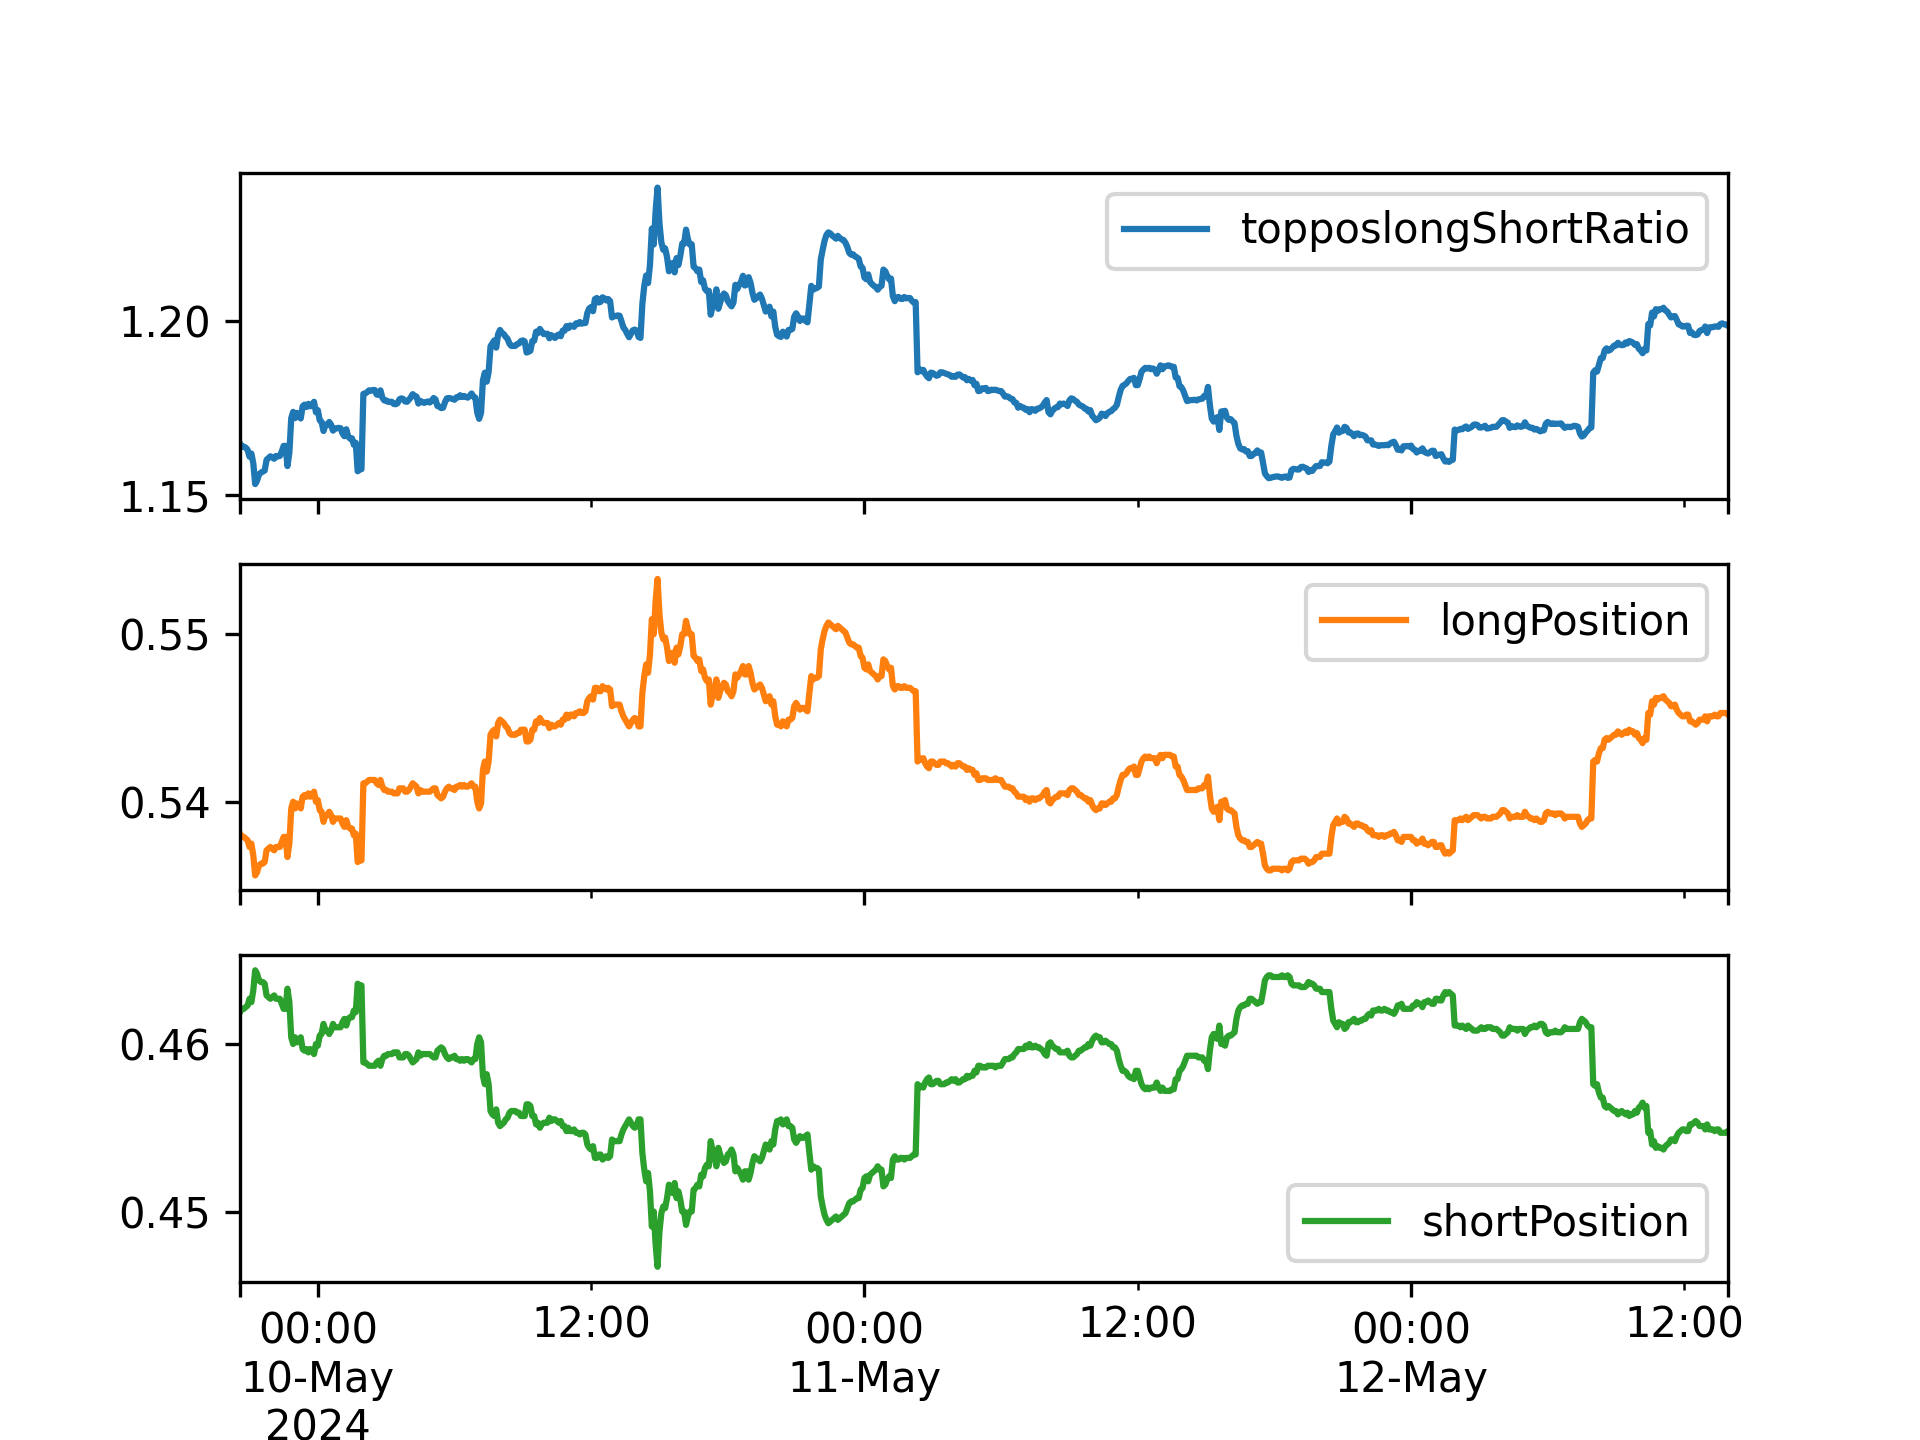 topposlongShortRatio
1.20
1.15
longPosition
0.55
0.54
0.46
0.45
shortPosition
00:00 12:00 00:00 12:00 00:00 12:00
10-May 11-May 12-May
2024